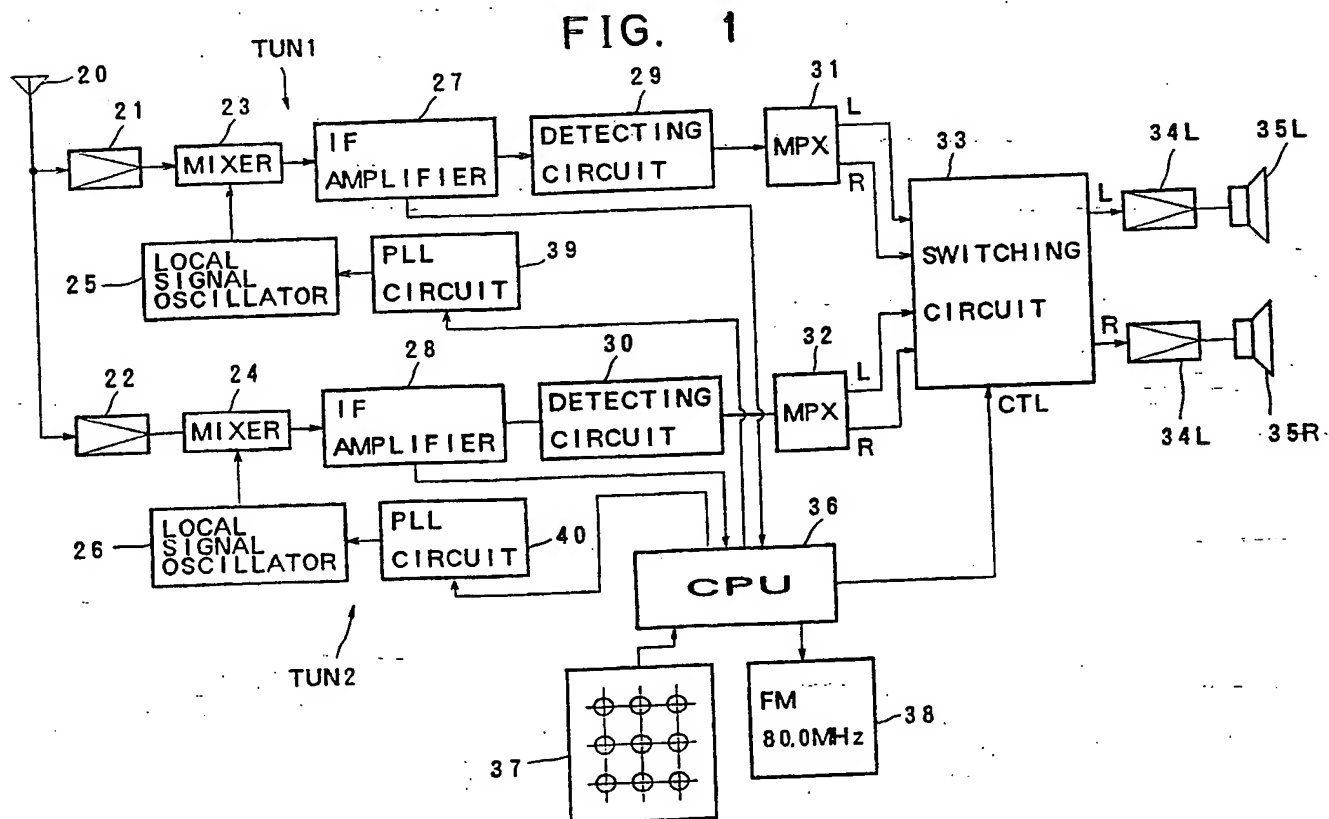 FIG. 1
TUN1
20
21
23
27
29
31
33
34L
35L
MIXER
IF
AMPLIFIER
DETECTING
CIRCUIT
MPX
L
R
SWITCHING
CIRCUIT
L
R
25
LOCAL
SIGNAL
OSCILLATOR
PLL
CIRCUIT
39
22
24
28
30
32
MIXER
IF
AMPLIFIER
DETECTING
CIRCUIT
MPX
L
R
CTL
34L
35R
26
LOCAL
SIGNAL
OSCILLATOR
PLL
CIRCUIT
40
36
CPU
TUN2
37
FM
80.0MHz
38